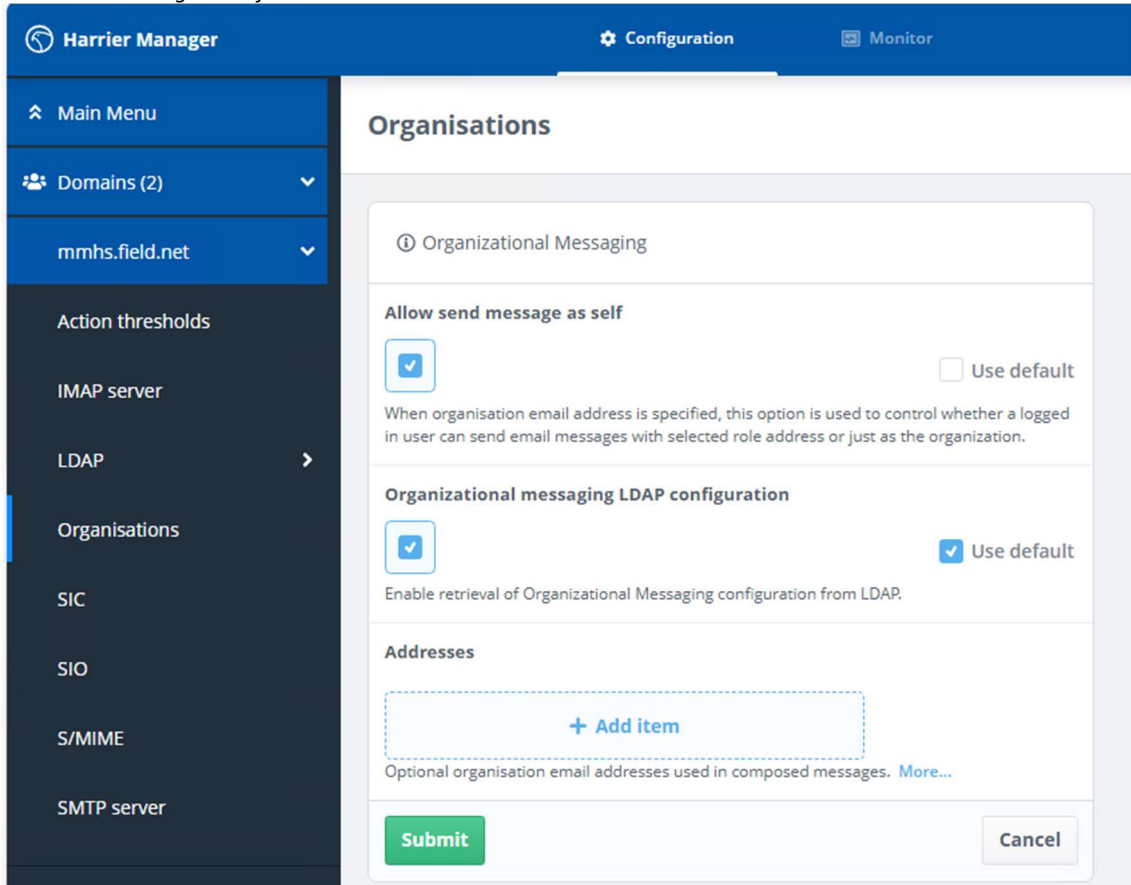 Harrier Manager
Configuration
Monitor
Main Menu
Domains (2)
mmhs.field.net
Action thresholds
IMAP server
LDAP
Organisations
SIC
SIO
S/MIME
SMTP server
Organisations
Organizational Messaging
Allow send message as self
Use default
When organisation email address is specified, this option is used to control whether a logged
in user can send email messages with selected role address or just as the organization.
Organizational messaging LDAP configuration
Use default
Enable retrieval of Organizational Messaging configuration from LDAP.
Addresses
+ Add item
Optional organisation email addresses used in composed messages. More...
Submit
Cancel